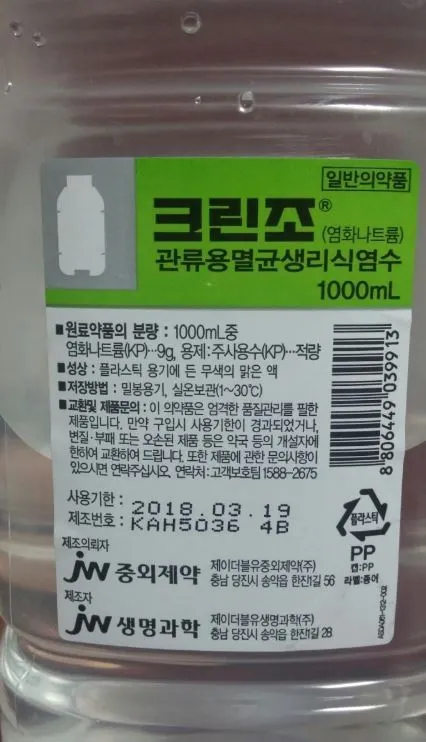 일반의약품
크린조®
(염화나트륨)
관류용멸균생리식염수
1000mL
■원료약품의 분량 : 1000mL중
염화나트륨(KP)…9g, 용제:주사용수(KP)…적량
■성상 : 플라스틱 용기에 든 무색의 맑은 액
■저장방법 : 밀봉용기, 실온보관(1~30℃)
■교환및 제품문의 : 이 의약품은 엄격한 품질관리를 필한
제품입니다. 만약 구입시 사용기한이 경과되었거나,
변질·부패 또는 오손된 제품 등은 약국 등의 개설자에
한하여 교환하여 드립니다. 또한 제품에 관한 문의사항이
있으시면 연락주십시오. 연락처:고객보호팀 1588-2675
8 806449 039913
사용기한 : 2018.03.19
제조번호 : KAH5036 4B
플라스틱
PP
캡:PP
라벨:종이
제조의뢰자
JW 중외제약
제이더블유중외제약(주)
충남 당진시 송악읍 한진1길 56
제조자
JW 생명과학
제이더블유생명과학(주)
충남 당진시 송악읍 한진1길 28